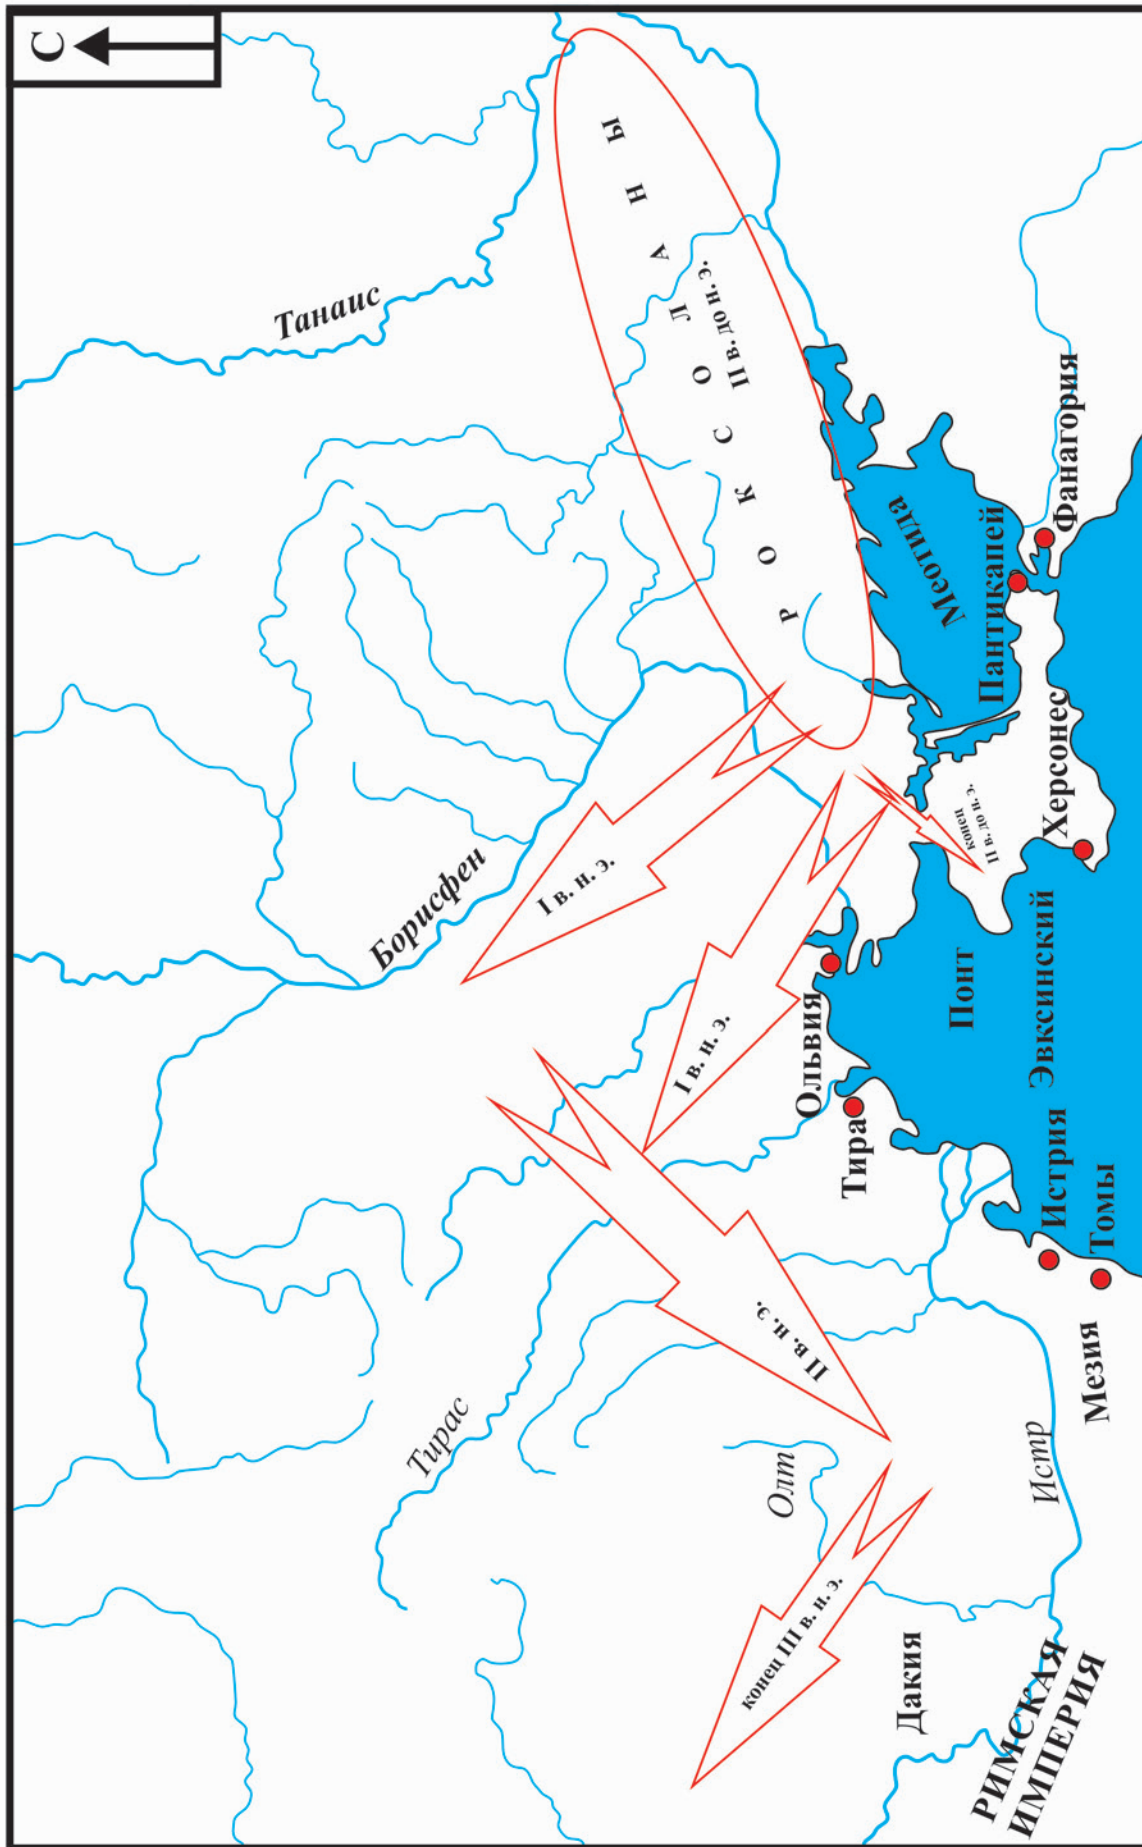 С
Танаис
РОКСОЛАНЫ
II в. до н. э.
Борисфен
I в. н. э.
I в. н. э.
конец
II в. до н. э.
Меотида
Пантикапей
Фанагория
Херсонес
Ольвия
Тира
Понт
Эвксинский
Истрия
Томы
Тирас
II в. н. э.
Олт
Истр
Мезия
конец III в. н. э.
Дакия
РИМСКАЯ
ИМПЕРИЯ